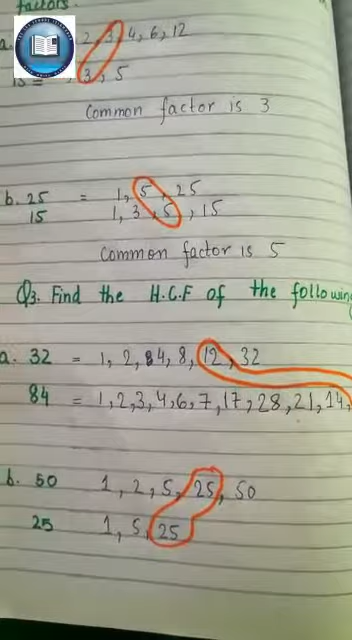 factors.
a. 2, 3, 4, 6, 12
15 = , 3, 5
Common factor is 3
b. 25 = 1, 5, 25
15 1, 3, 5, 15
Common factor is 5
Q3. Find the H.C.F of the following
a. 32 = 1, 2, 4, 8, 12, 32
84 = 1, 2, 3, 4, 6, 7, 17, 28, 21, 14,
b. 50 1, 2, 5, 25, 50
25 1, 5, 25